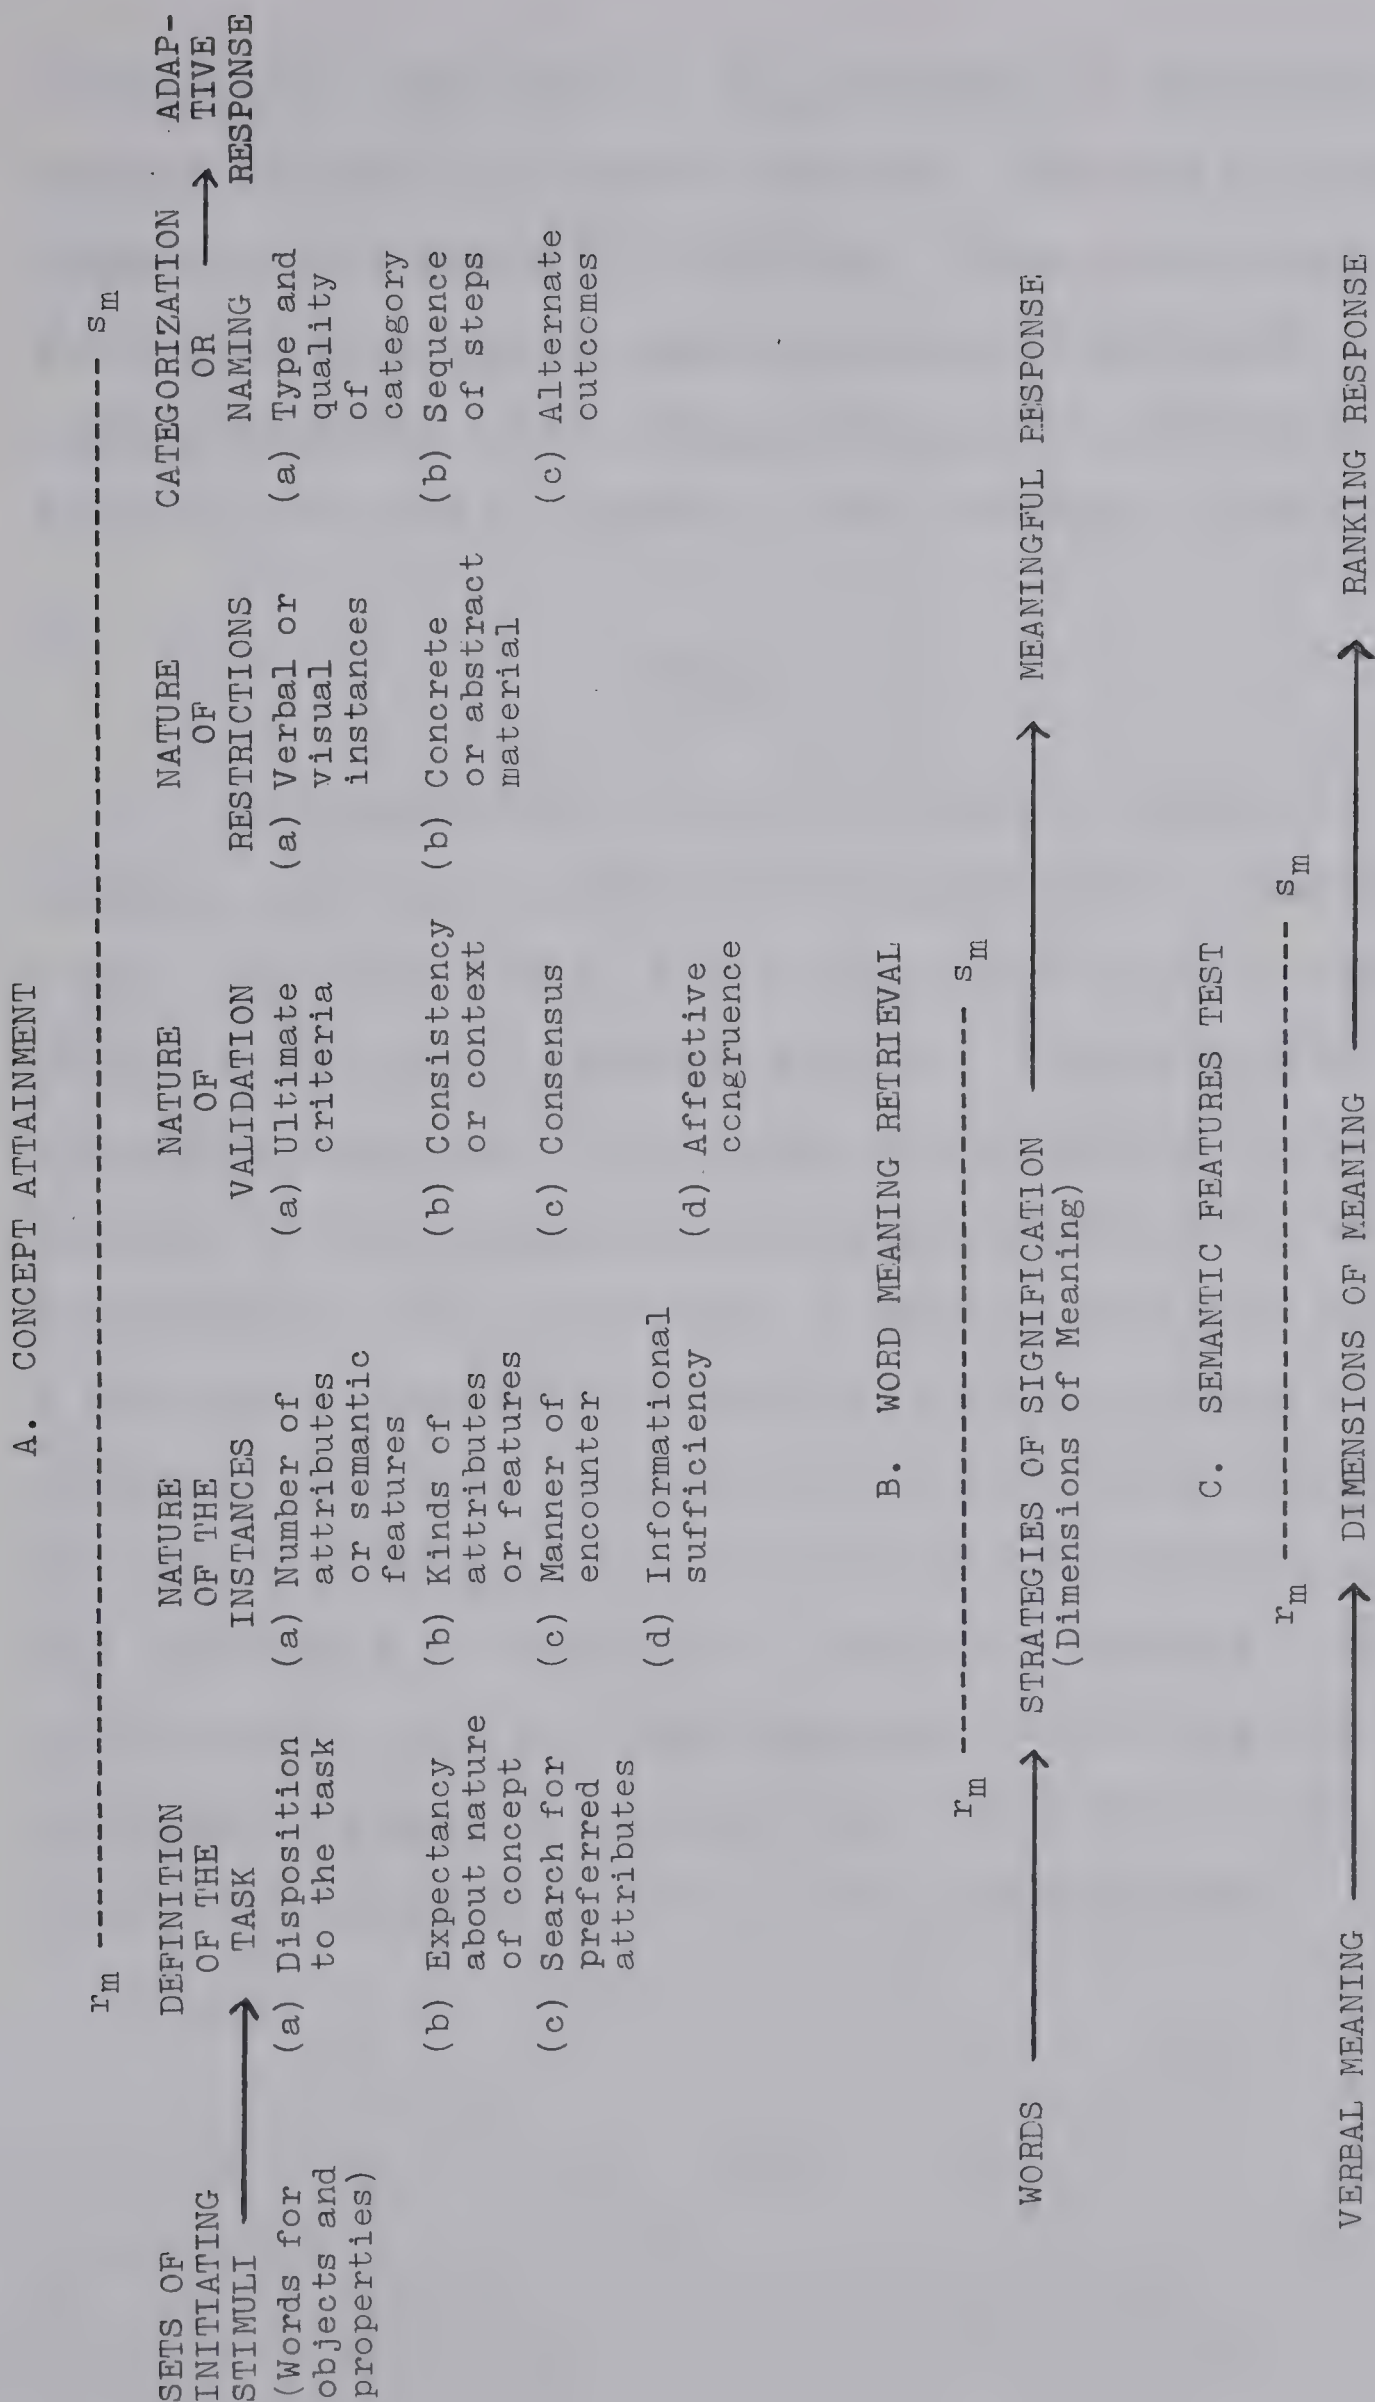 A. CONCEPT ATTAINMENT
r_m ---------- s_m
SETS OF
INITIATING
STIMULI
(Words for
objects and
properties)
DEFINITION
OF THE
TASK
(a) Disposition
to the task
(b) Expectancy
about nature
of concept
(c) Search for
preferred
attributes
NATURE
OF THE
INSTANCES
(a) Number of
attributes
or semantic
features
(b) Kinds of
attributes
or features
(c) Manner of
encounter
(d) Informational
sufficiency
NATURE
OF
VALIDATION
(a) Ultimate
criteria
(b) Consistency
or context
(c) Consensus
(d) Affective
congruence
NATURE
OF
RESTRICTIONS
(a) Verbal or
visual
instances
(b) Concrete
or abstract
material
CATEGORIZATION
OR
NAMING
(a) Type and
quality
of
category
(b) Sequence
of steps
(c) Alternate
outcomes
ADAP-
TIVE
RESPONSE
B. WORD MEANING RETRIEVAL
r_m ---------- s_m
WORDS → STRATEGIES OF SIGNIFICATION → MEANINGFUL RESPONSE
(Dimensions of Meaning)
C. SEMANTIC FEATURES TEST
r_m ---------- s_m
VERBAL MEANING → DIMENSIONS OF MEANING → RANKING RESPONSE